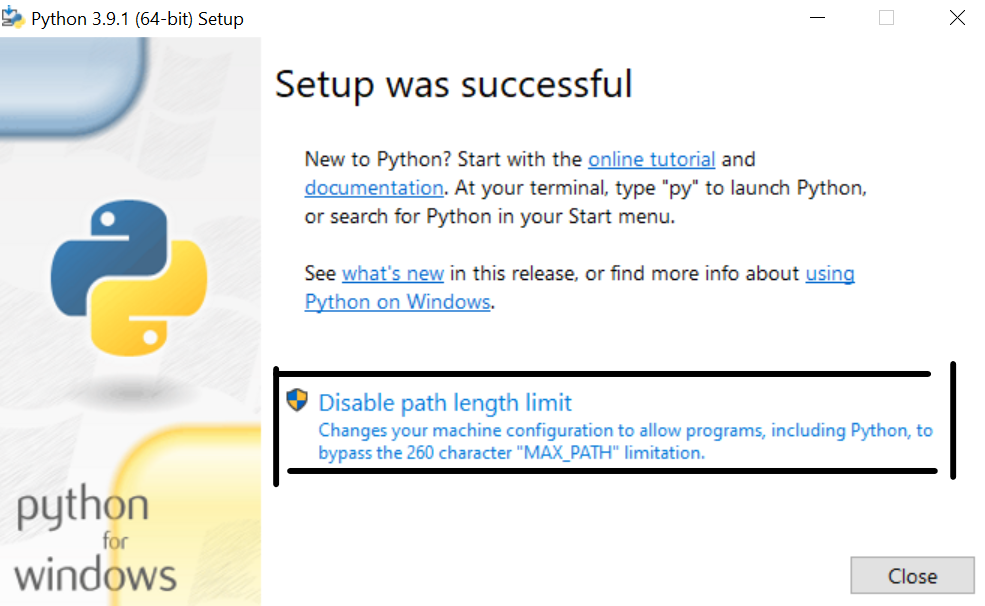 Python 3.9.1 (64-bit) Setup
Setup was successful
New to Python? Start with the online tutorial and
documentation. At your terminal, type "py" to launch Python,
or search for Python in your Start menu.
See what's new in this release, or find more info about using
Python on Windows.
Disable path length limit
Changes your machine configuration to allow programs, including Python, to
bypass the 260 character "MAX_PATH" limitation.
python
for
windows
Close